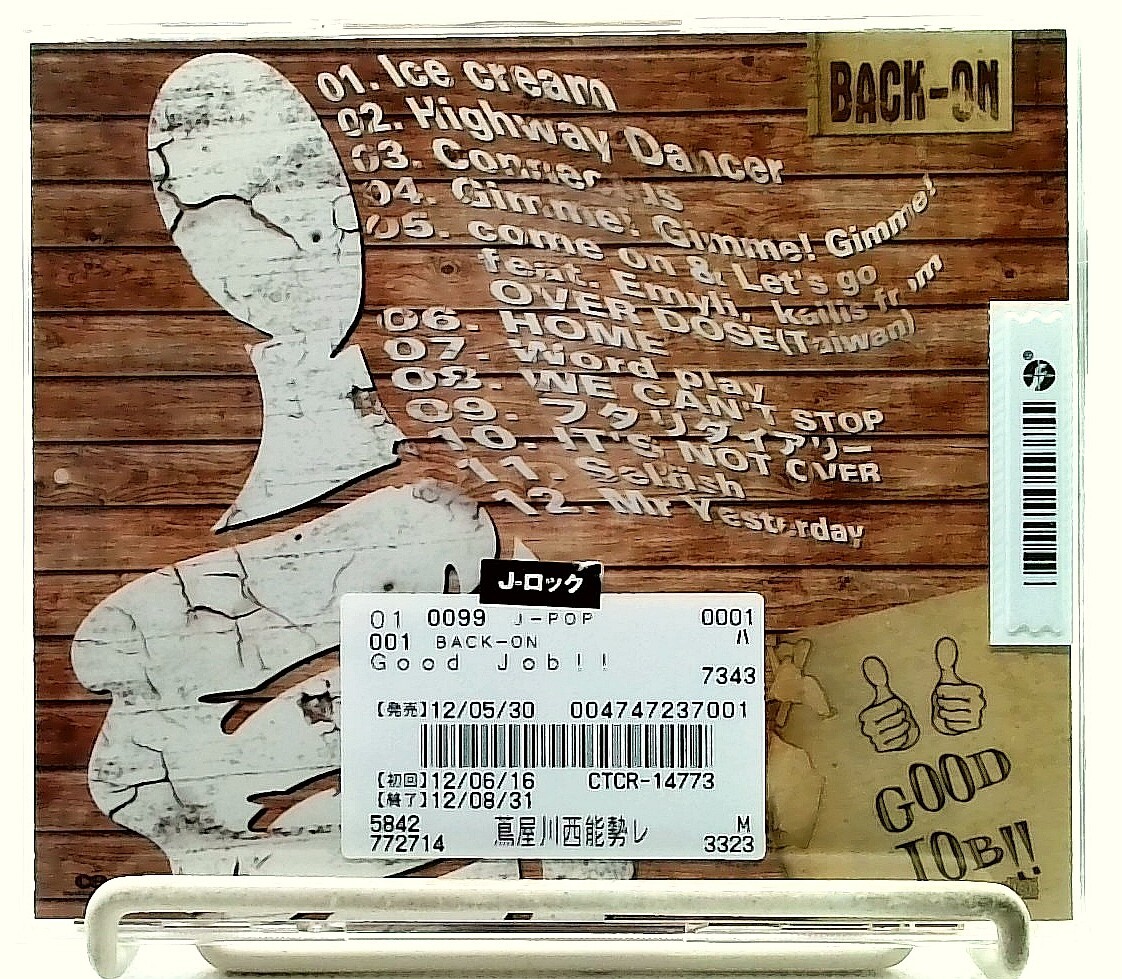 BACK-ON
01. Ice cream
02. Highway Dancer
03. Connect us
04. Gimme! Gimme! Gimme!
05. come on & Let's go
feat. Emyli, kailis from
OVER DOSE(Taiwan)
06. HOME
07. Word play
08. WE CAN'T STOP
09. フタリダイアリー
10. IT'S NOT OVER
11. Selfish
12. Mr Yesterday
J-ロック
01 0099 J-POP 0001
001 BACK-ON ハ
Good Job!!
7343
【発売】12/05/30 004747237001
【初回】12/06/16 CTCR-14773
【終了】12/08/31
5842 蔦屋川西能勢レ M
772714 3323
GOOD
JOB!!